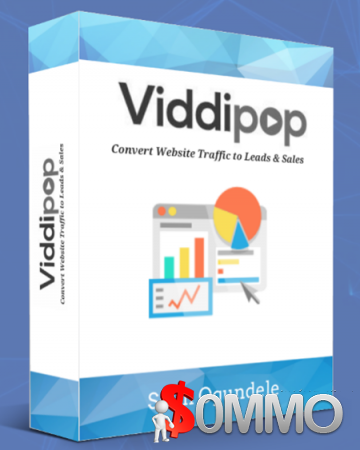 Viddipop
Convert Website Traffic to Leads & Sales
Viddipop
Convert Website Traffic to Leads & Sales
Ogundele
$OMMO